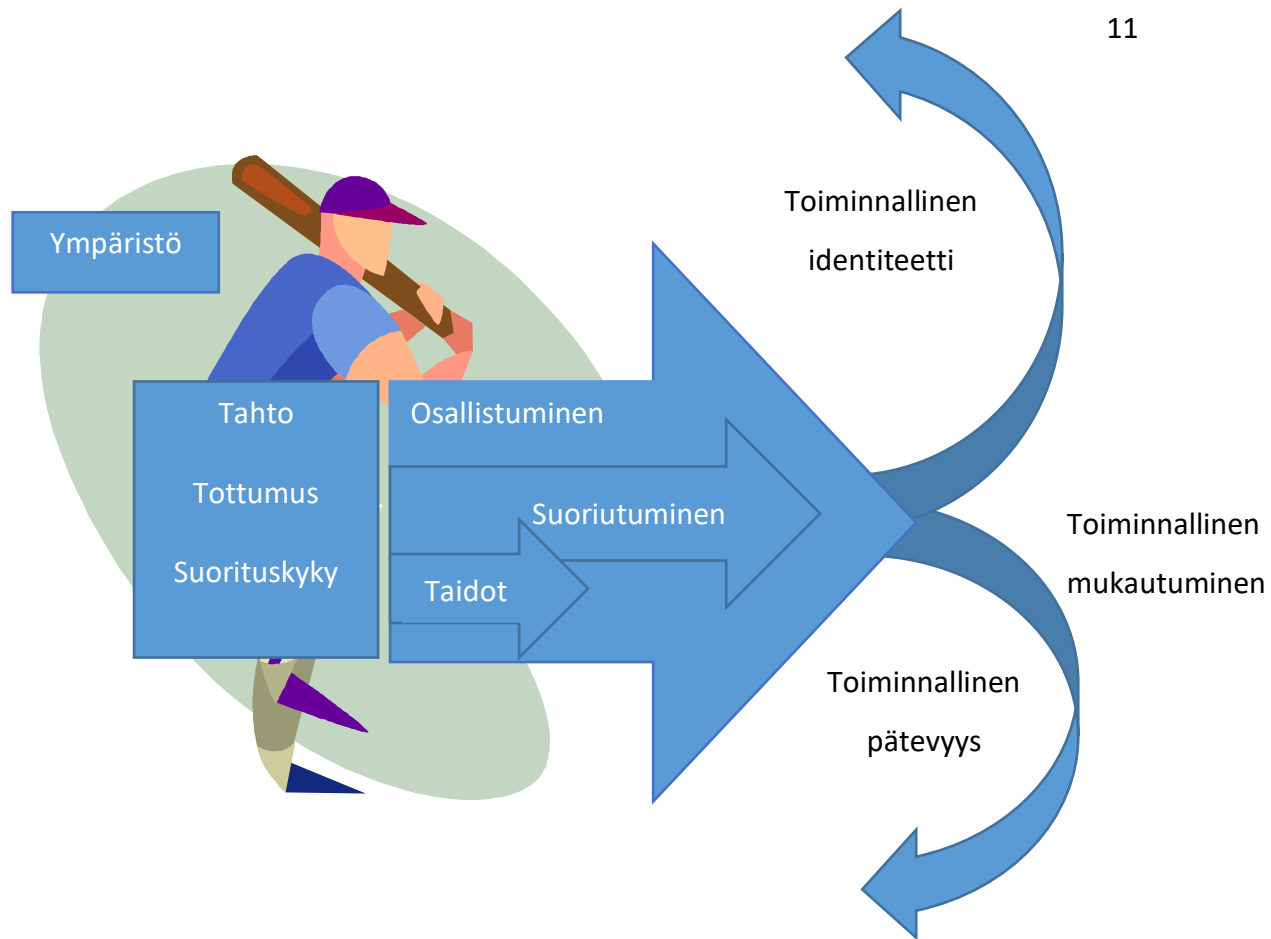 11
Ympäristö
Tahto
Tottumus
Suorituskyky
Osallistuminen
Suoriutuminen
Taidot
Toiminnallinen
identiteetti
Toiminnallinen
mukautuminen
Toiminnallinen
pätevyys